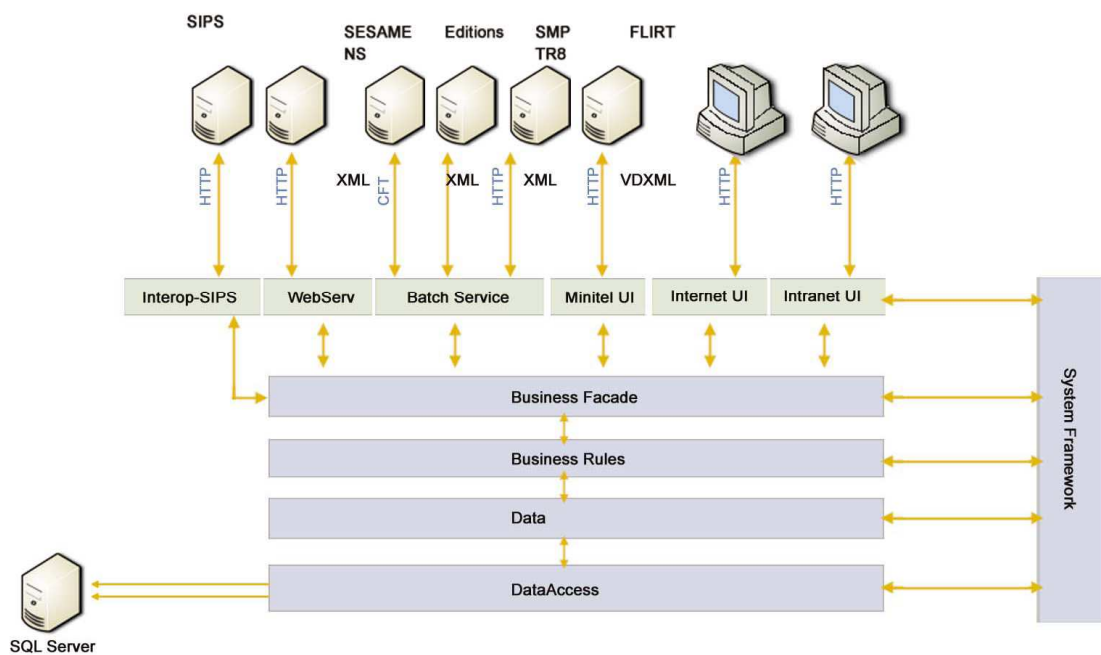 SIPS
SESAME Editions SMP FLIRT
NS TR8
HTTP HTTP XML CFT XML HTTP XML HTTP VDXML HTTP HTTP
Interop-SIPS WebServ Batch Service Minitel UI Internet UI Intranet UI
Business Facade
System Framework
Business Rules
Data
DataAccess
SQL Server